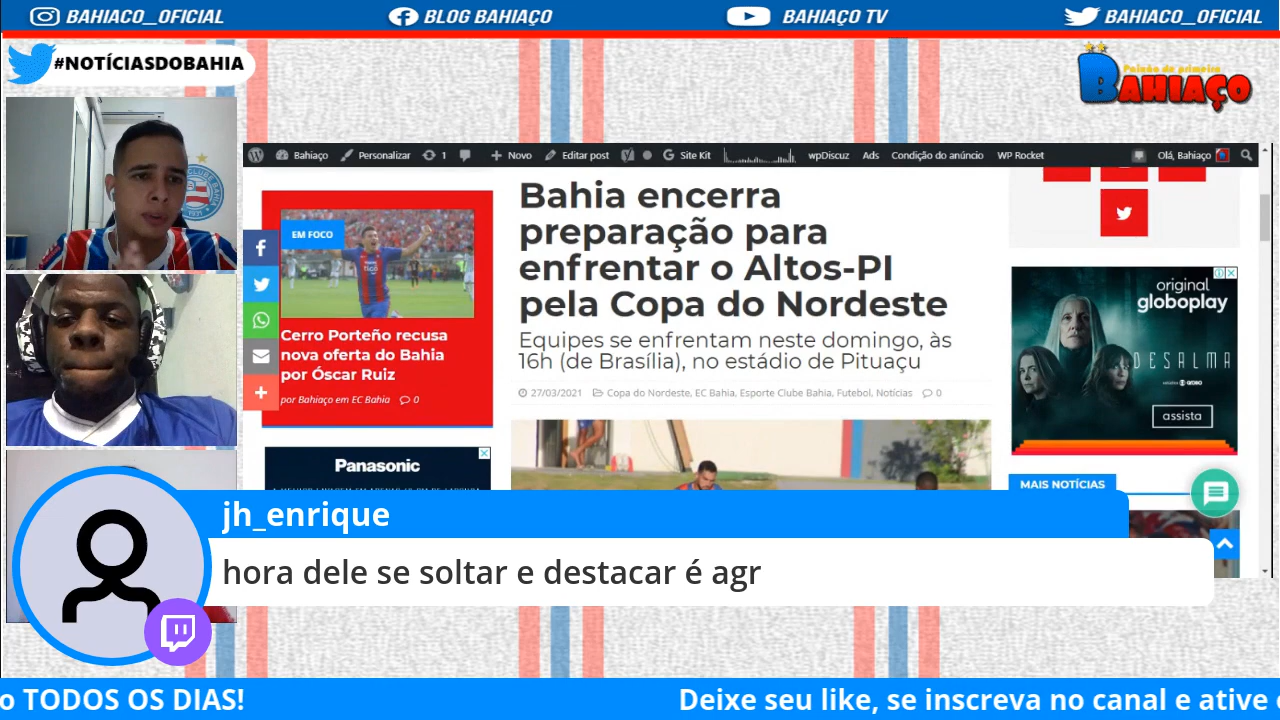 BAHIACO_OFICIAL
BLOG BAHIAÇO
BAHIAÇO TV
BAHIACO_OFICIAL
#NOTÍCIASDOBAHIA
Paixão de primeira
BAHIAÇO
Bahiaço
Personalizar
1
Novo
Editar post
Site Kit
wpDiscuz
Ads
Condição do anúncio
WP Rocket
Olá, Bahiaço
EM FOCO
Cerro Porteño recusa
nova oferta do Bahia
por Óscar Ruiz
por Bahiaço em EC Bahia
0
Panasonic
Bahia encerra
preparação para
enfrentar o Altos-PI
pela Copa do Nordeste
Equipes se enfrentam neste domingo, às
16h (de Brasília), no estádio de Pituaçu
27/03/2021
Copa do Nordeste, EC Bahia, Esporte Clube Bahia, Futebol, Notícias
0
original
globoplay
DESALMA
assista
MAIS NOTÍCIAS
jh_enrique
hora dele se soltar e destacar é agr
o TODOS OS DIAS!
Deixe seu like, se inscreva no canal e ative